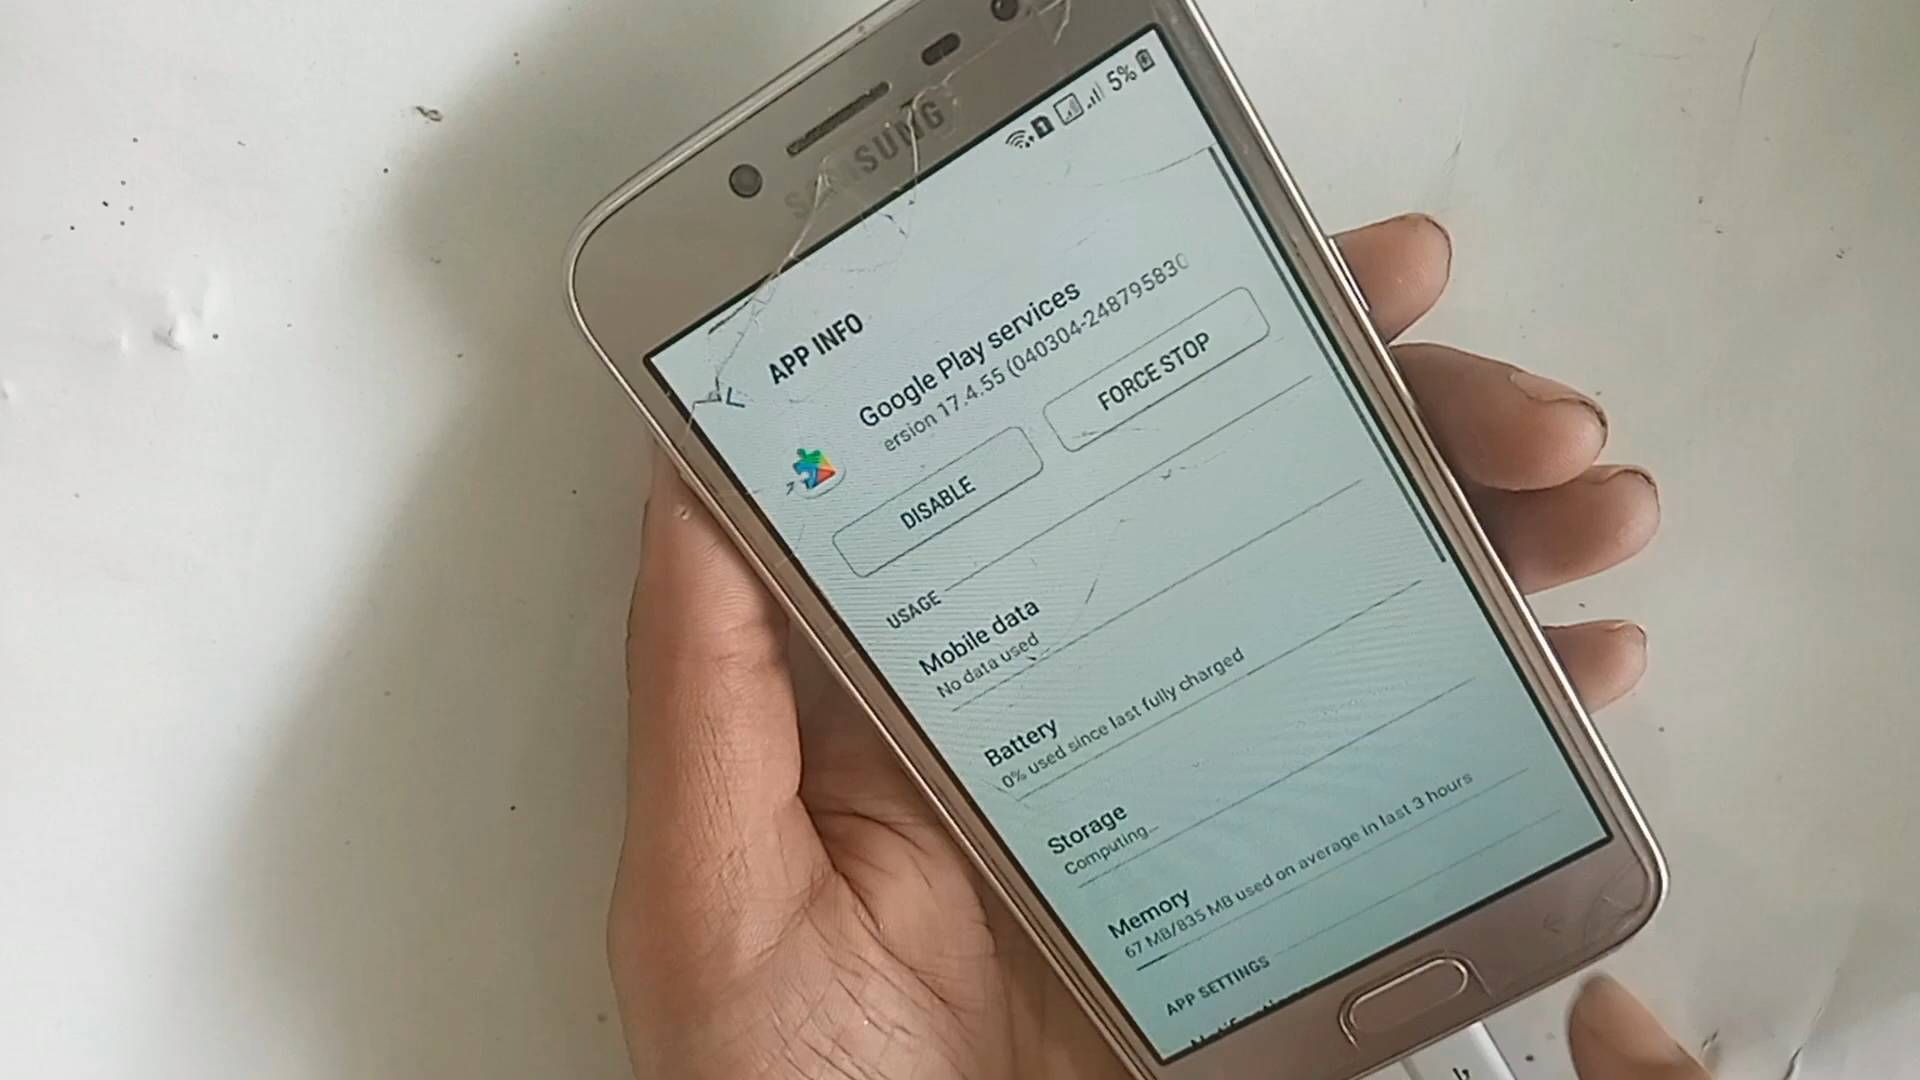 SAMSUNG
5%
APP INFO
Google Play services
ersion 17.4.55 (040304-248795830
DISABLE
FORCE STOP
USAGE
Mobile data
No data used
Battery
0% used since last fully charged
Storage
Computing...
Memory
67 MB/835 MB used on average in last 3 hours
APP SETTINGS